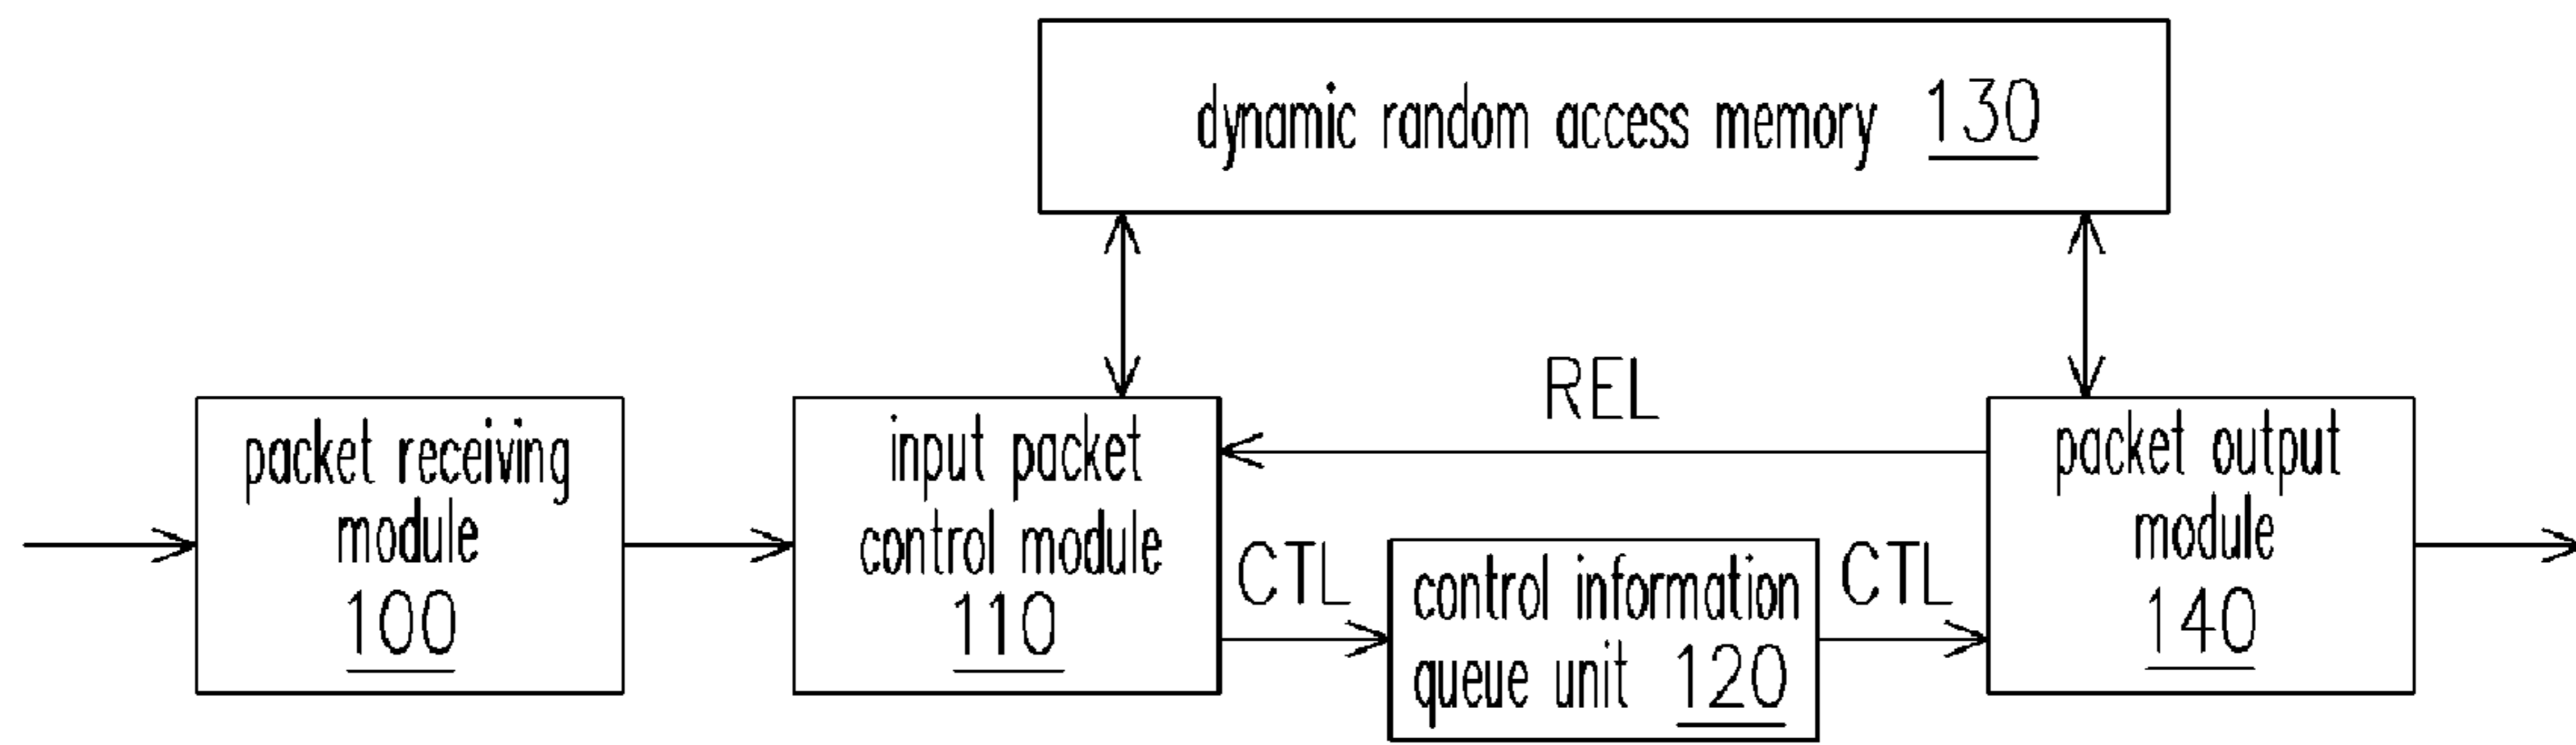 dynamic random access memory 130
REL
packet receiving
module
100
input packet
control module
110
CTL
control information
queue unit 120
CTL
packet output
module
140